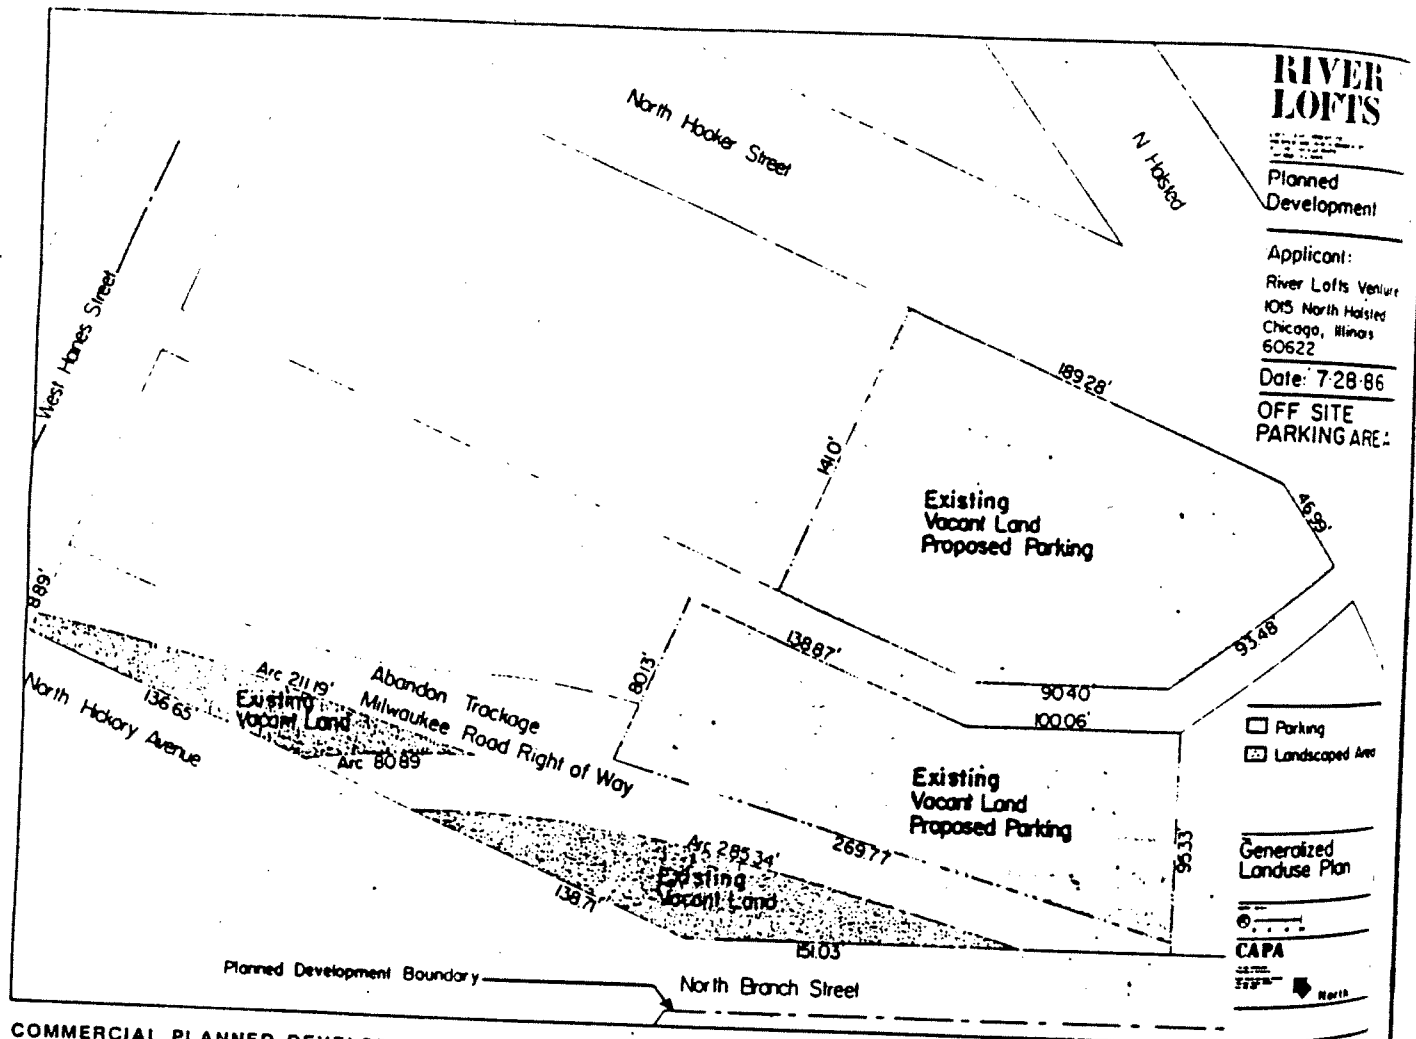 North Hooker Street
N Halsted
West Haines Street
RIVER
LOFTS
Planned
Development
Applicant:
River Lofts Venture
1015 North Halsted
Chicago, Illinois
60622
Date: 7·28·86
OFF SITE
PARKING AREA
189.28'
141.0'
46.99'
Existing
Vacant Land
Proposed Parking
93.48'
90.40'
138.87'
100.06'
80.13'
8.89'
North Hickory Avenue
136.65
Arc 211.19'
Existing
Vacant Land
Arc 80.89'
Abandon Trackage
Milwaukee Road Right of Way
Existing
Vacant Land
Proposed Parking
269.77'
95.33
Arc 285.34'
Existing
Vacant Land
138.71'
151.03'
Parking
Landscaped Area
Generalized
Landuse Plan
CAPA
North
Planned Development Boundary
North Branch Street